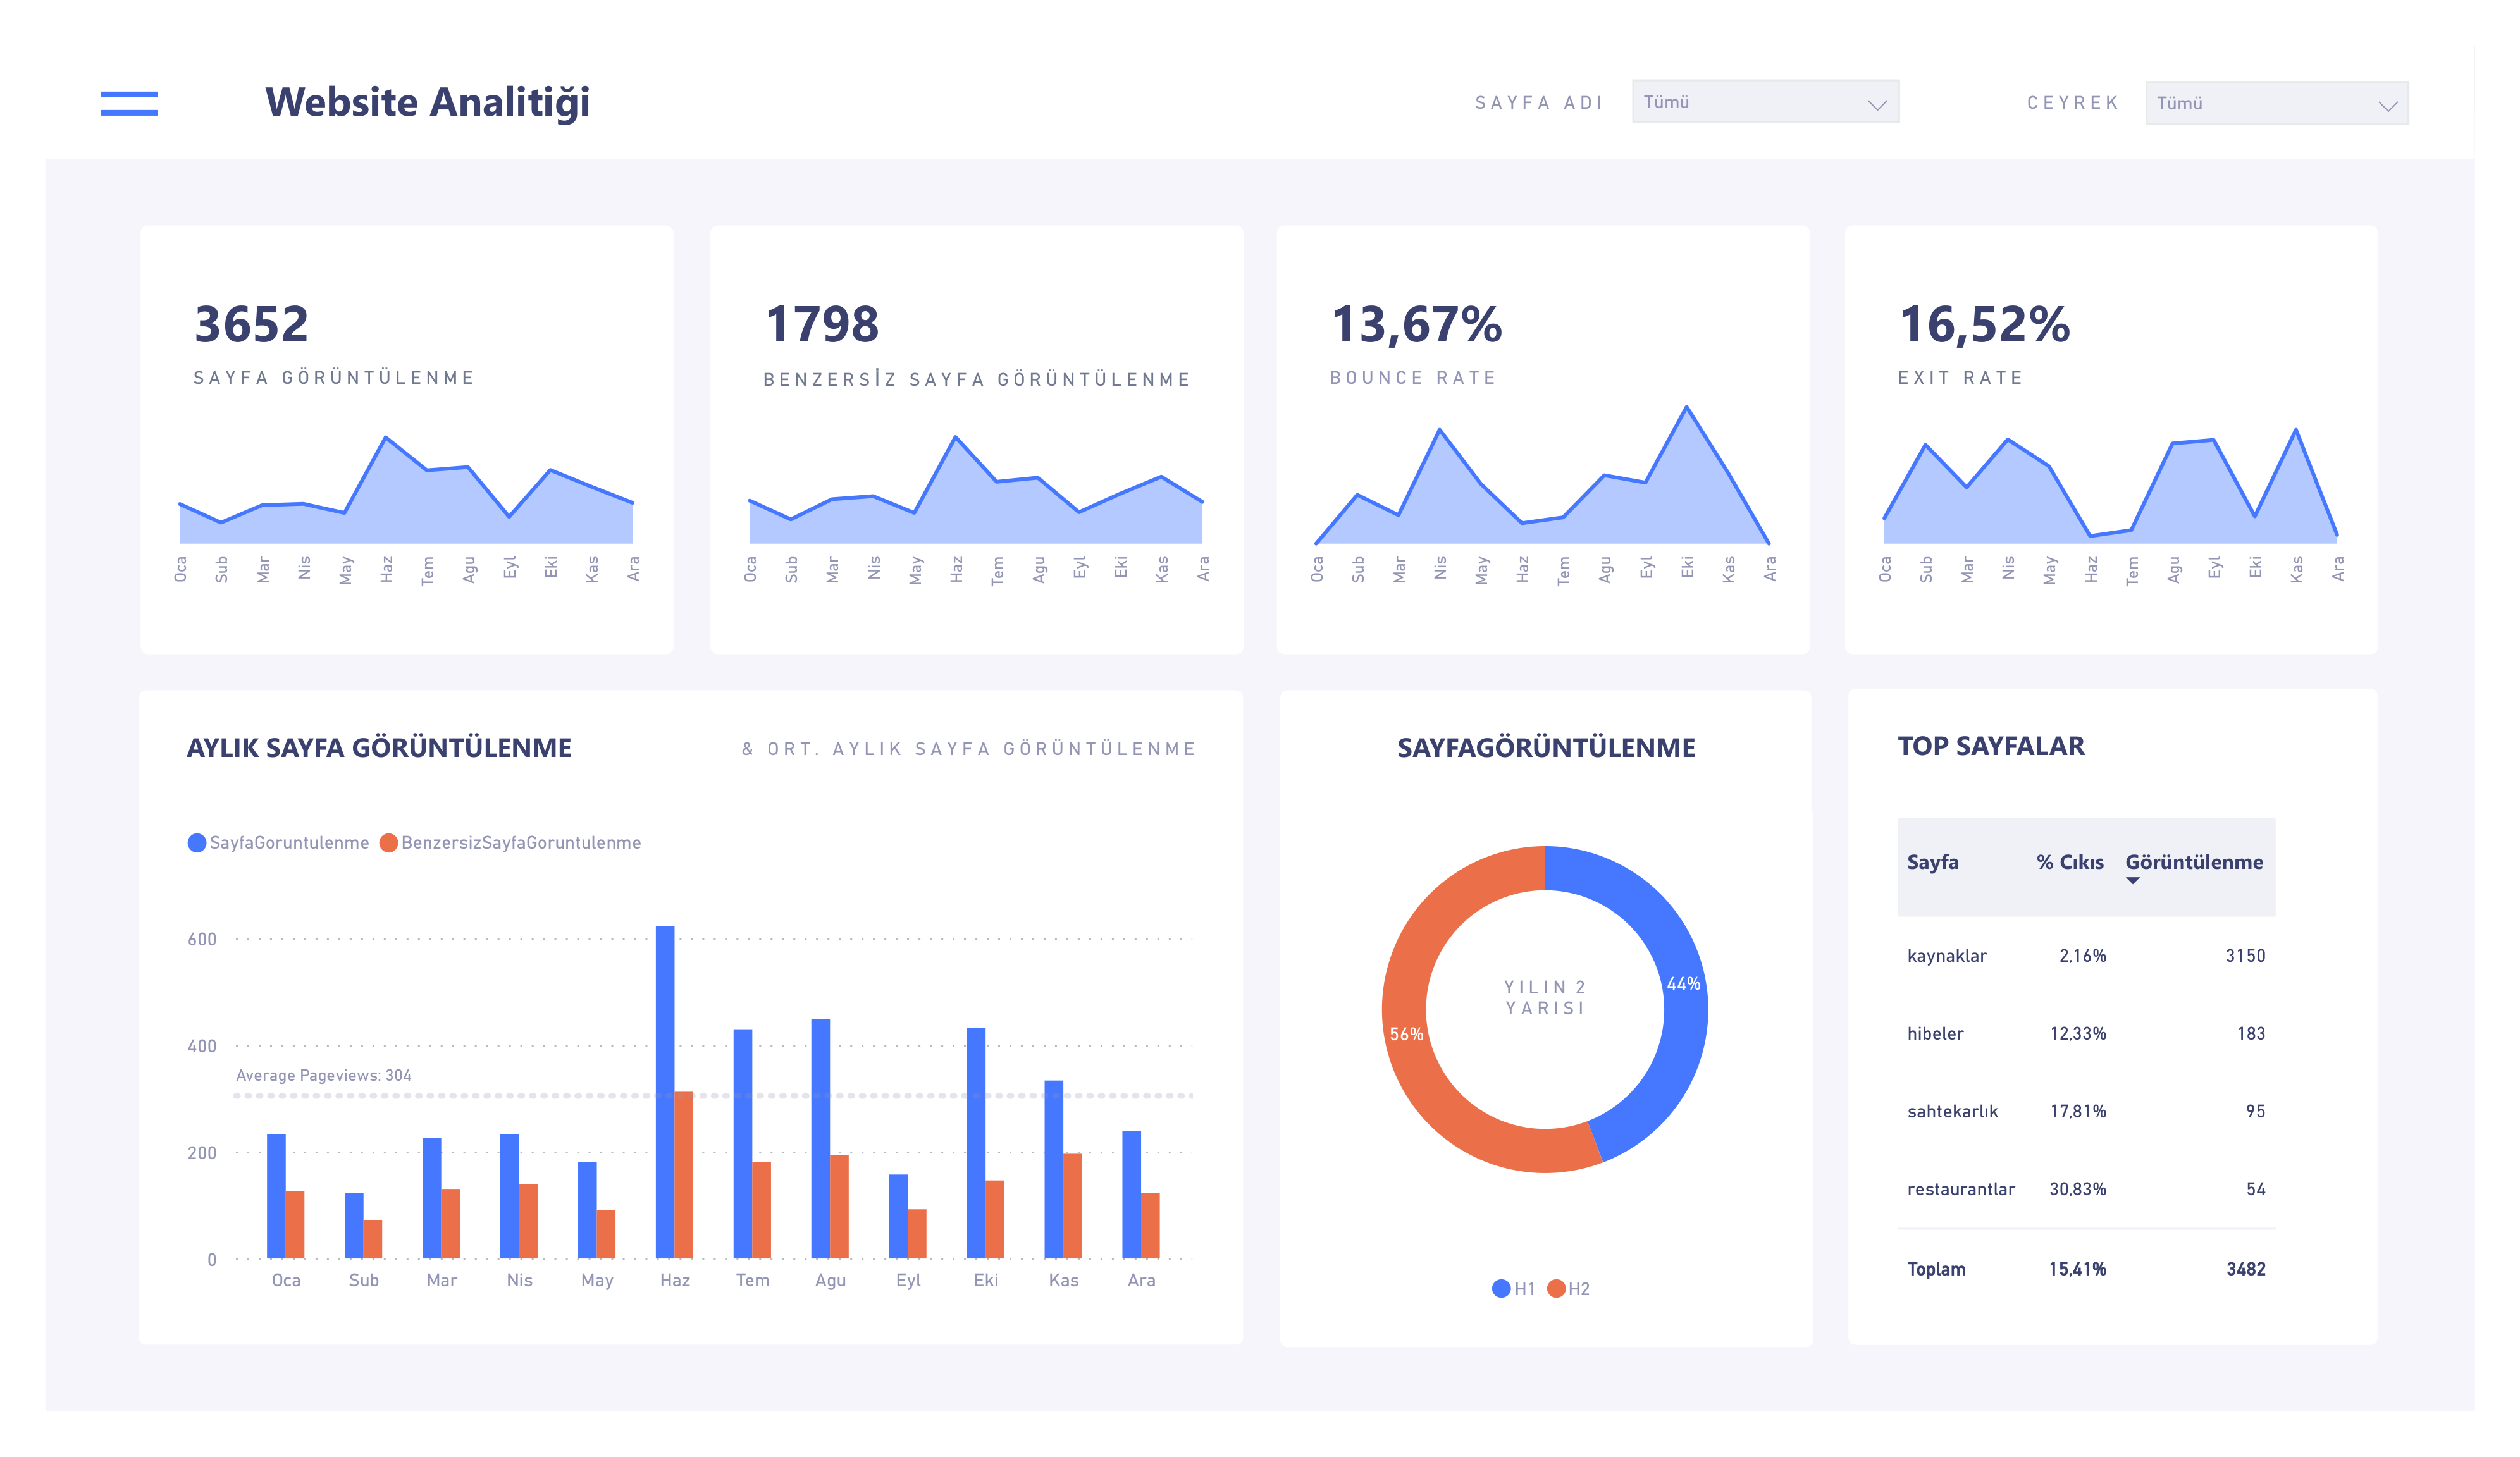 Website Analitiği
SAYFA ADI
Tümü
CEYREK
Tümü
3652
SAYFA GÖRÜNTÜLENME
Oca Sub Mar Nis May Haz Tem Agu Eyl Eki Kas Ara
1798
BENZERSİZ SAYFA GÖRÜNTÜLENME
Oca Sub Mar Nis May Haz Tem Agu Eyl Eki Kas Ara
13,67%
BOUNCE RATE
Oca Sub Mar Nis May Haz Tem Agu Eyl Eki Kas Ara
16,52%
EXIT RATE
Oca Sub Mar Nis May Haz Tem Agu Eyl Eki Kas Ara
AYLIK SAYFA GÖRÜNTÜLENME
& ORT. AYLIK SAYFA GÖRÜNTÜLENME
SayfaGoruntulenme BenzersizSayfaGoruntulenme
600
400
Average Pageviews: 304
200
0
Oca Sub Mar Nis May Haz Tem Agu Eyl Eki Kas Ara
SAYFAGÖRÜNTÜLENME
44%
YILIN 2
YARISI
56%
H1 H2
TOP SAYFALAR
Sayfa % Cıkıs Görüntülenme
kaynaklar 2,16% 3150
hibeler 12,33% 183
sahtekarlık 17,81% 95
restaurantlar 30,83% 54
Toplam 15,41% 3482